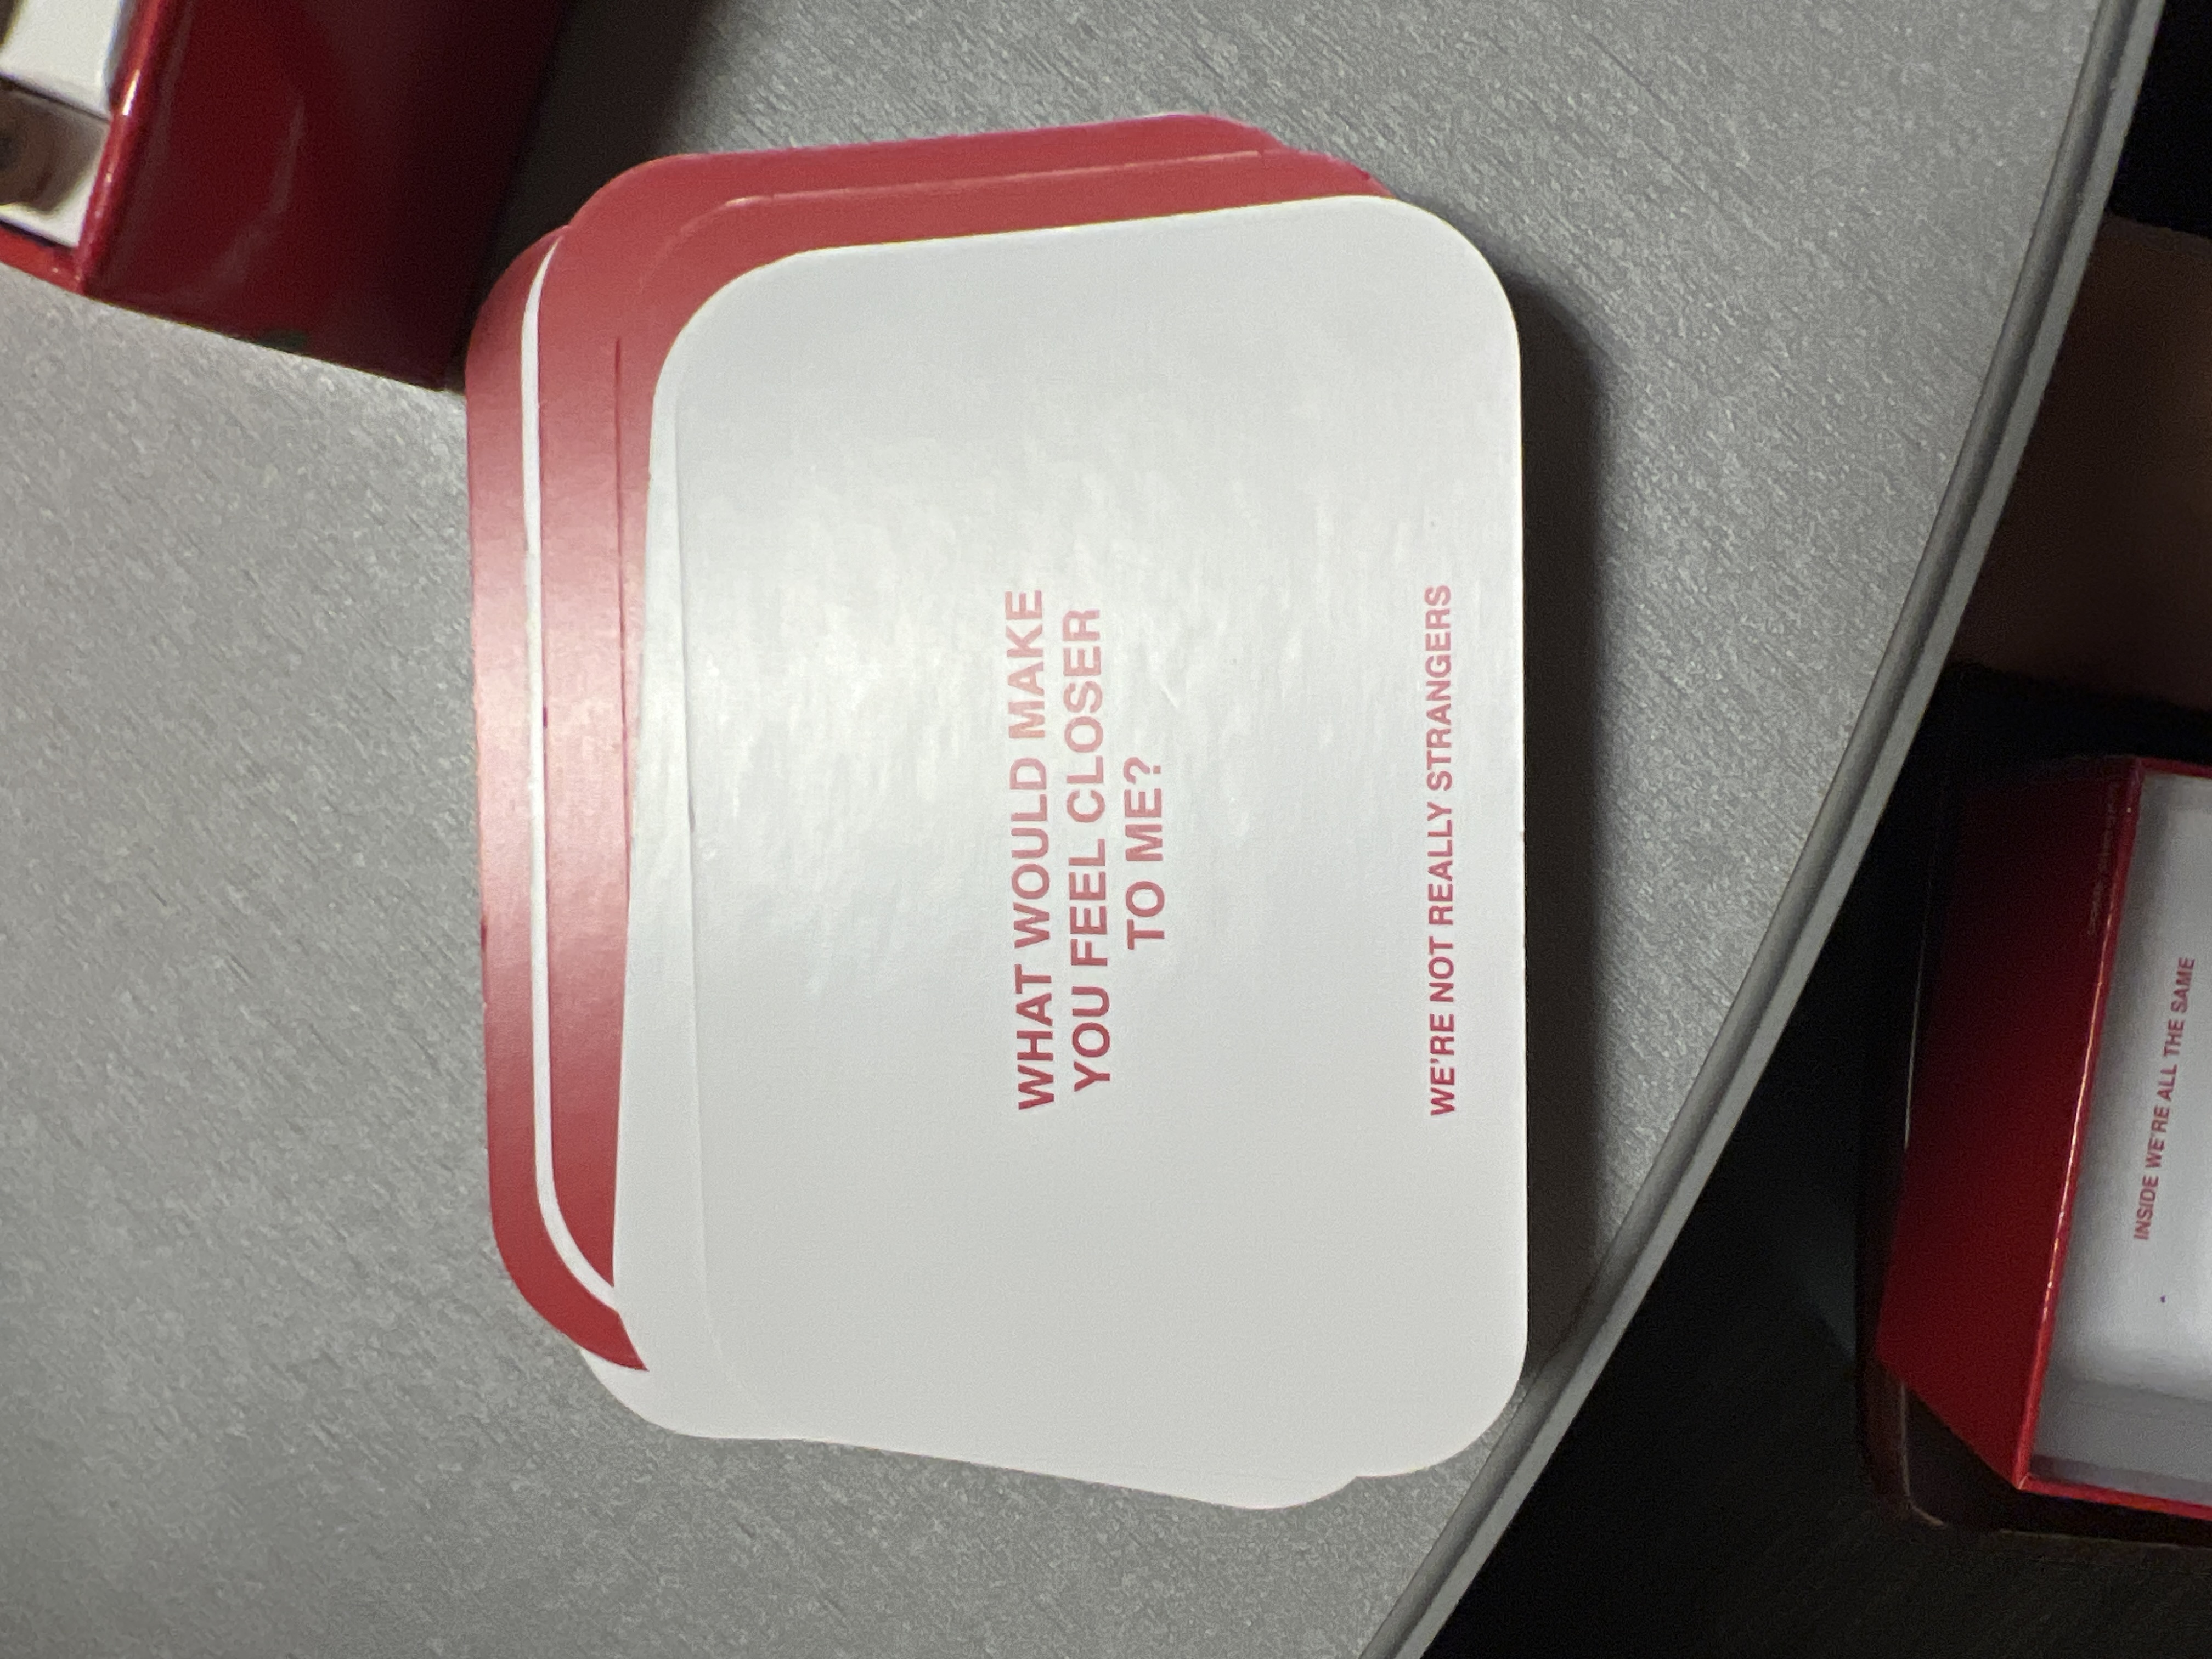 WHAT WOULD MAKE
YOU FEEL CLOSER
TO ME?
WE'RE NOT REALLY STRANGERS
INSIDE WE'RE ALL THE SAME